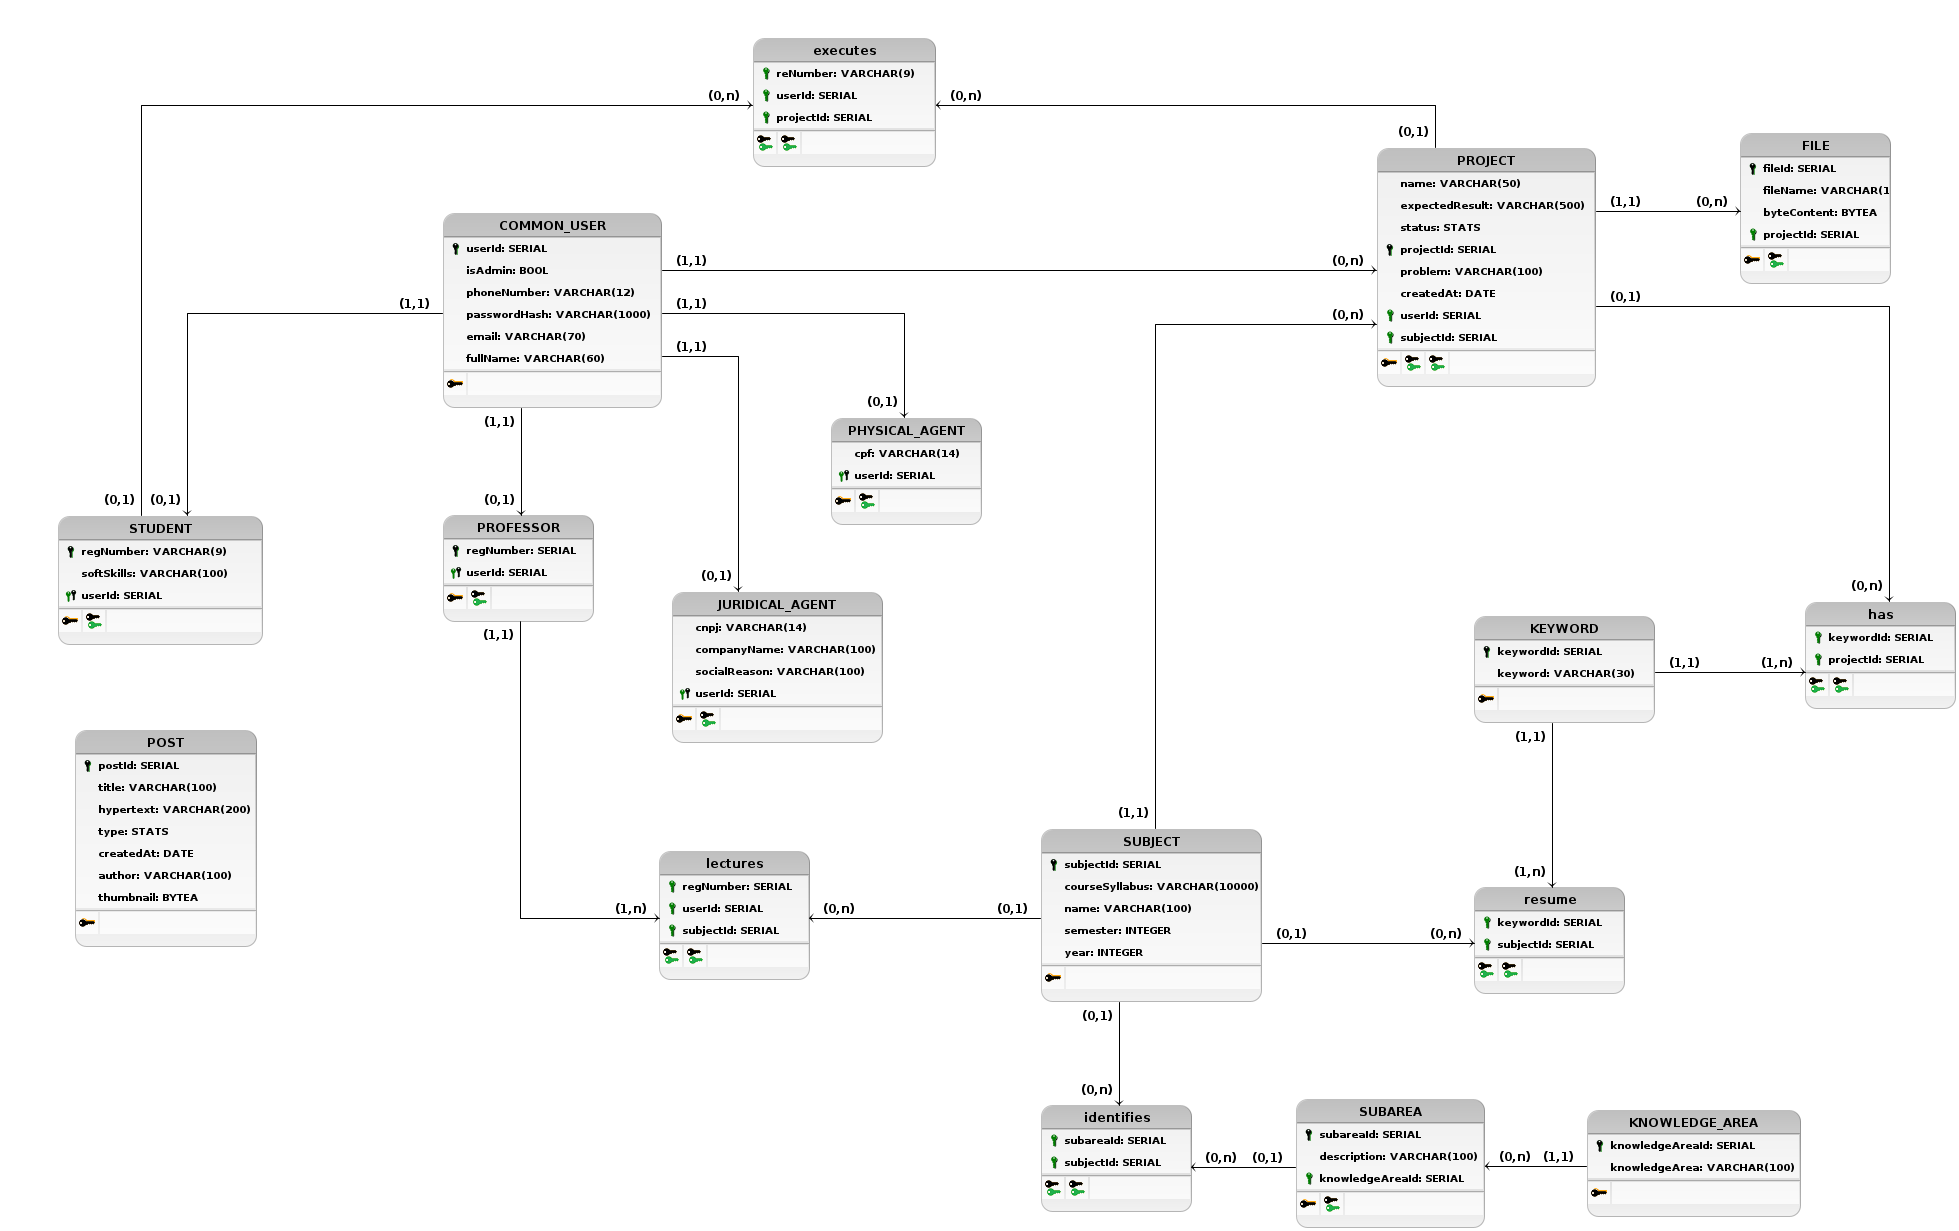 executes
reNumber: VARCHAR(9)
userId: SERIAL
projectId: SERIAL
(0,n)
(0,n)
(0,1)
PROJECT
name: VARCHAR(50)
expectedResult: VARCHAR(500)
status: STATS
projectId: SERIAL
problem: VARCHAR(100)
createdAt: DATE
userId: SERIAL
subjectId: SERIAL
FILE
fileId: SERIAL
fileName: VARCHAR(1
byteContent: BYTEA
projectId: SERIAL
(1,1)
(0,n)
(0,1)
COMMON_USER
userId: SERIAL
isAdmin: BOOL
phoneNumber: VARCHAR(12)
passwordHash: VARCHAR(1000)
email: VARCHAR(70)
fullName: VARCHAR(60)
(1,1)
(0,n)
(1,1)
(1,1)
(1,1)
(0,n)
(1,1)
(0,1)
PHYSICAL_AGENT
cpf: VARCHAR(14)
userId: SERIAL
(0,1)
(0,1)
STUDENT
regNumber: VARCHAR(9)
softSkills: VARCHAR(100)
userId: SERIAL
(0,1)
PROFESSOR
regNumber: SERIAL
userId: SERIAL
(1,1)
(0,1)
JURIDICAL_AGENT
cnpj: VARCHAR(14)
companyName: VARCHAR(100)
socialReason: VARCHAR(100)
userId: SERIAL
(0,n)
has
keywordId: SERIAL
projectId: SERIAL
KEYWORD
keywordId: SERIAL
keyword: VARCHAR(30)
(1,1)
(1,n)
(1,1)
POST
postId: SERIAL
title: VARCHAR(100)
hypertext: VARCHAR(200)
type: STATS
createdAt: DATE
author: VARCHAR(100)
thumbnail: BYTEA
(1,n)
lectures
regNumber: SERIAL
userId: SERIAL
subjectId: SERIAL
(0,n)
(0,1)
(1,1)
SUBJECT
subjectId: SERIAL
courseSyllabus: VARCHAR(10000)
name: VARCHAR(100)
semester: INTEGER
year: INTEGER
(0,1)
(0,n)
(1,n)
resume
keywordId: SERIAL
subjectId: SERIAL
(0,1)
(0,n)
identifies
subareaId: SERIAL
subjectId: SERIAL
(0,n)
(0,1)
SUBAREA
subareaId: SERIAL
description: VARCHAR(100)
knowledgeAreaId: SERIAL
(0,n)
(1,1)
KNOWLEDGE_AREA
knowledgeAreaId: SERIAL
knowledgeArea: VARCHAR(100)